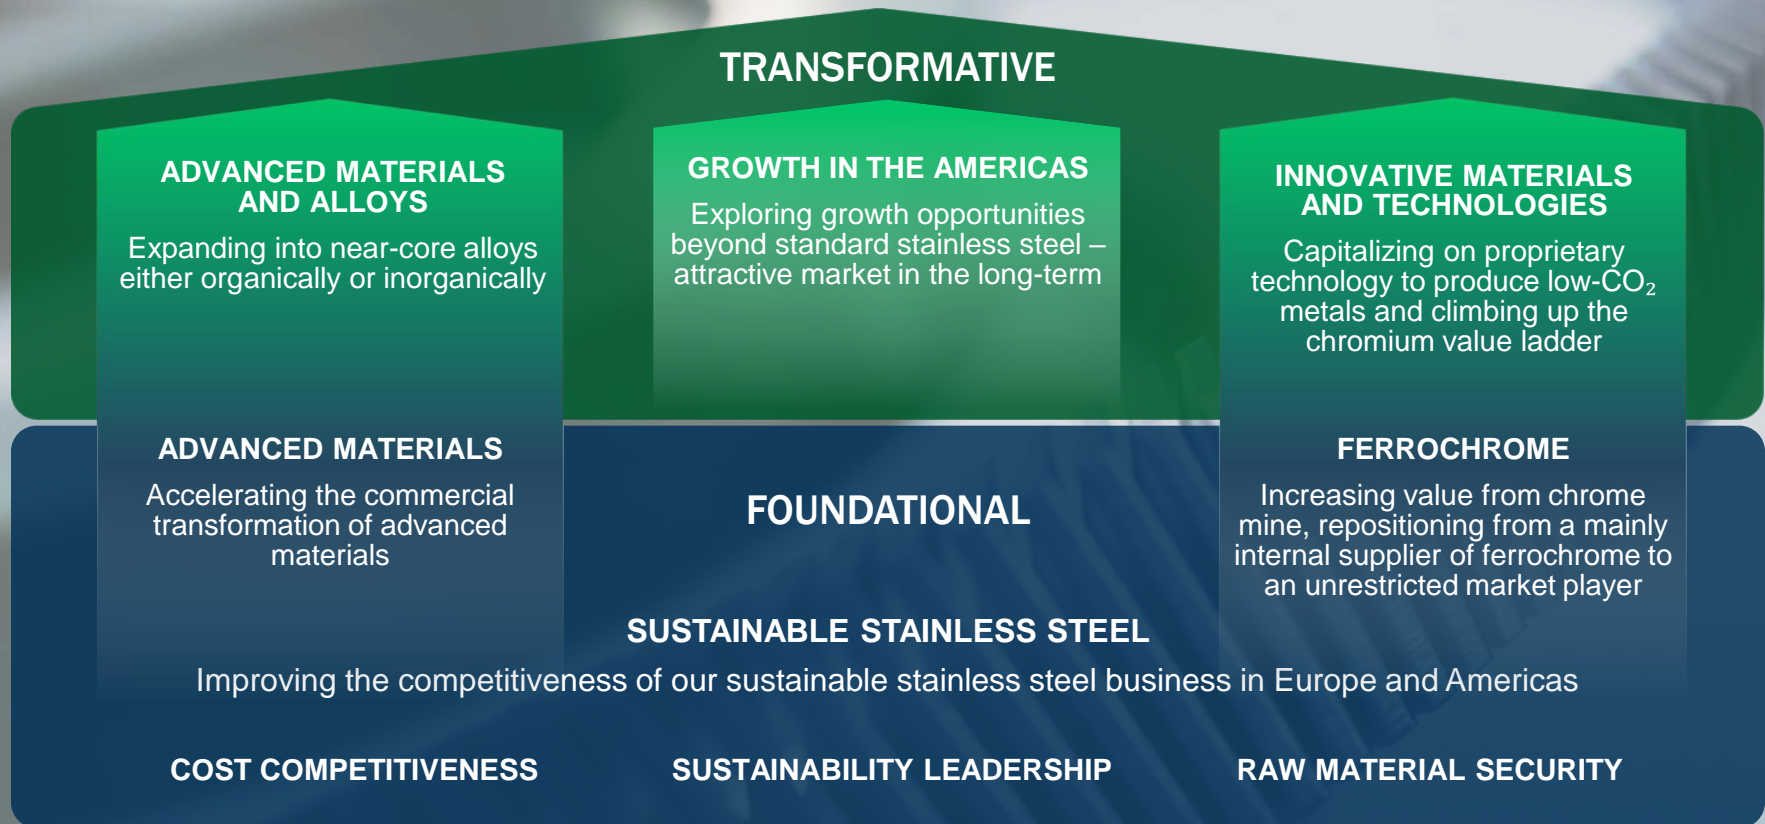 TRANSFORMATIVE
ADVANCED MATERIALS
AND ALLOYS
Expanding into near-core alloys
either organically or inorganically
GROWTH IN THE AMERICAS
Exploring growth opportunities
beyond standard stainless steel –
attractive market in the long-term
INNOVATIVE MATERIALS
AND TECHNOLOGIES
Capitalizing on proprietary
technology to produce low-CO₂
metals and climbing up the
chromium value ladder
ADVANCED MATERIALS
Accelerating the commercial
transformation of advanced
materials
FOUNDATIONAL
FERROCHROME
Increasing value from chrome
mine, repositioning from a mainly
internal supplier of ferrochrome to
an unrestricted market player
SUSTAINABLE STAINLESS STEEL
Improving the competitiveness of our sustainable stainless steel business in Europe and Americas
COST COMPETITIVENESS
SUSTAINABILITY LEADERSHIP
RAW MATERIAL SECURITY